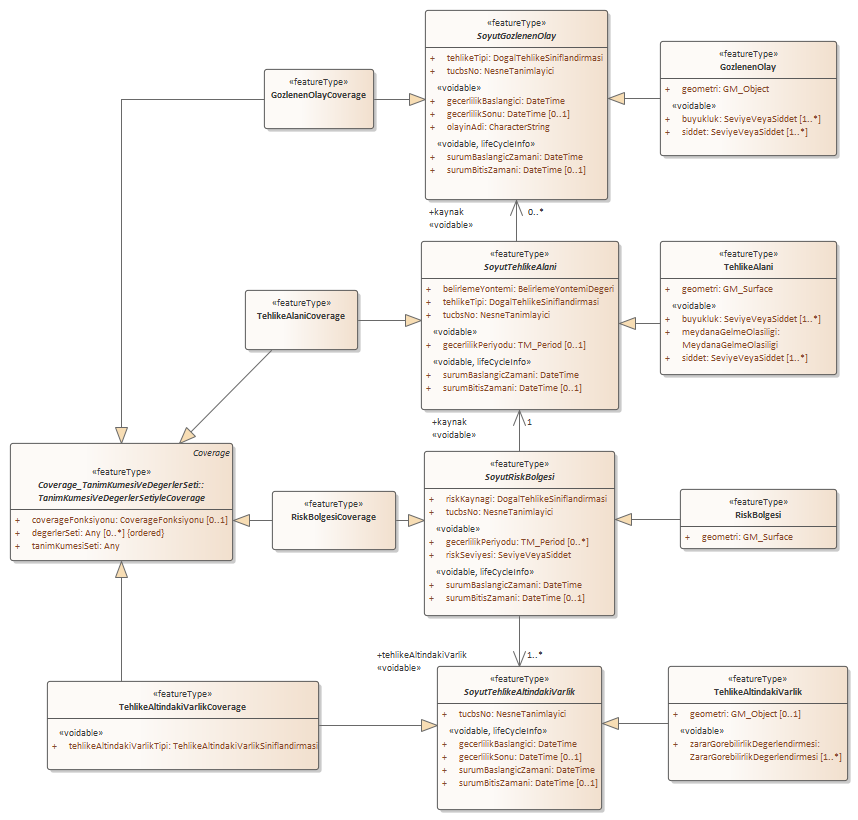 «featureType»
SoyutGozlenenOlay
+ tehlikeTipi: DogalTehlikeSiniflandirmasi
+ tucbsNo: NesneTanimlayici
«voidable»
+ gecerlilikBaslangici: DateTime
+ gecerlilikSonu: DateTime [0..1]
+ olayinAdi: CharacterString
«voidable, lifeCycleInfo»
+ surumBaslangicZamani: DateTime
+ surumBitisZamani: DateTime [0..1]
«featureType»
GozlenenOlayCoverage
«featureType»
GozlenenOlay
+ geometri: GM_Object
«voidable»
+ buyukluk: SeviyeVeyaSiddet [1..*]
+ siddet: SeviyeVeyaSiddet [1..*]
+kaynak 0..*
«voidable»
«featureType»
SoyutTehlikeAlani
+ belirlemeYontemi: BelirlemeYontemiDegeri
+ tehlikeTipi: DogalTehlikeSiniflandirmasi
+ tucbsNo: NesneTanimlayici
«voidable»
+ gecerlilikPeriyodu: TM_Period [0..1]
«voidable, lifeCycleInfo»
+ surumBaslangicZamani: DateTime
+ surumBitisZamani: DateTime [0..1]
«featureType»
TehlikeAlani
+ geometri: GM_Surface
«voidable»
+ buyukluk: SeviyeVeyaSiddet [1..*]
+ meydanaGelmeOlasiligi:
MeydanaGelmeOlasiligi
+ siddet: SeviyeVeyaSiddet [1..*]
«featureType»
TehlikeAlaniCoverage
+kaynak 1
«voidable»
Coverage
«featureType»
Coverage_TanimKumesiVeDegerlerSeti::
TanimKumesiVeDegerlerSetiyleCoverage
+ coverageFonksiyonu: CoverageFonksiyonu [0..1]
+ degerlerSeti: Any [0..*] {ordered}
+ tanimKumesiSeti: Any
«featureType»
RiskBolgesiCoverage
«featureType»
SoyutRiskBolgesi
+ riskKaynagi: DogalTehlikeSiniflandirmasi
+ tucbsNo: NesneTanimlayici
«voidable»
+ gecerlilikPeriyodu: TM_Period [0..*]
+ riskSeviyesi: SeviyeVeyaSiddet
«voidable, lifeCycleInfo»
+ surumBaslangicZamani: DateTime
+ surumBitisZamani: DateTime [0..1]
«featureType»
RiskBolgesi
+ geometri: GM_Surface
+tehlikeAltindakiVarlik 1..*
«voidable»
«featureType»
TehlikeAltindakiVarlikCoverage
«voidable»
+ tehlikeAltindakiVarlikTipi: TehlikeAltindakiVarlikSiniflandirmasi
«featureType»
SoyutTehlikeAltindakiVarlik
+ tucbsNo: NesneTanimlayici
«voidable, lifeCycleInfo»
+ gecerlilikBaslangici: DateTime
+ gecerlilikSonu: DateTime [0..1]
+ surumBaslangicZamani: DateTime
+ surumBitisZamani: DateTime [0..1]
«featureType»
TehlikeAltindakiVarlik
+ geometri: GM_Object [0..1]
«voidable»
+ zararGorebilirlikDegerlendirmesi:
ZararGorebilirlikDegerlendirmesi [1..*]